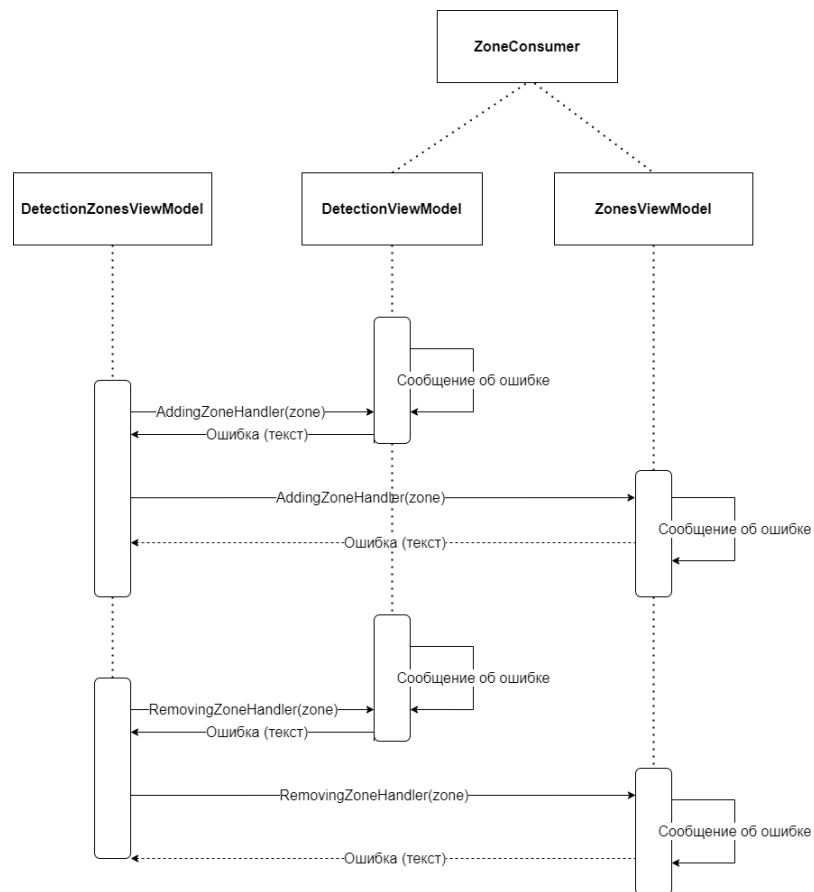 ZoneConsumer
DetectionZonesViewModel
DetectionViewModel
ZonesViewModel
Сообщение об ошибке
AddingZoneHandler(zone)
Ошибка (текст)
AddingZoneHandler(zone)
Сообщение об ошибке
Ошибка (текст)
Сообщение об ошибке
RemovingZoneHandler(zone)
Ошибка (текст)
RemovingZoneHandler(zone)
Сообщение об ошибке
Ошибка (текст)